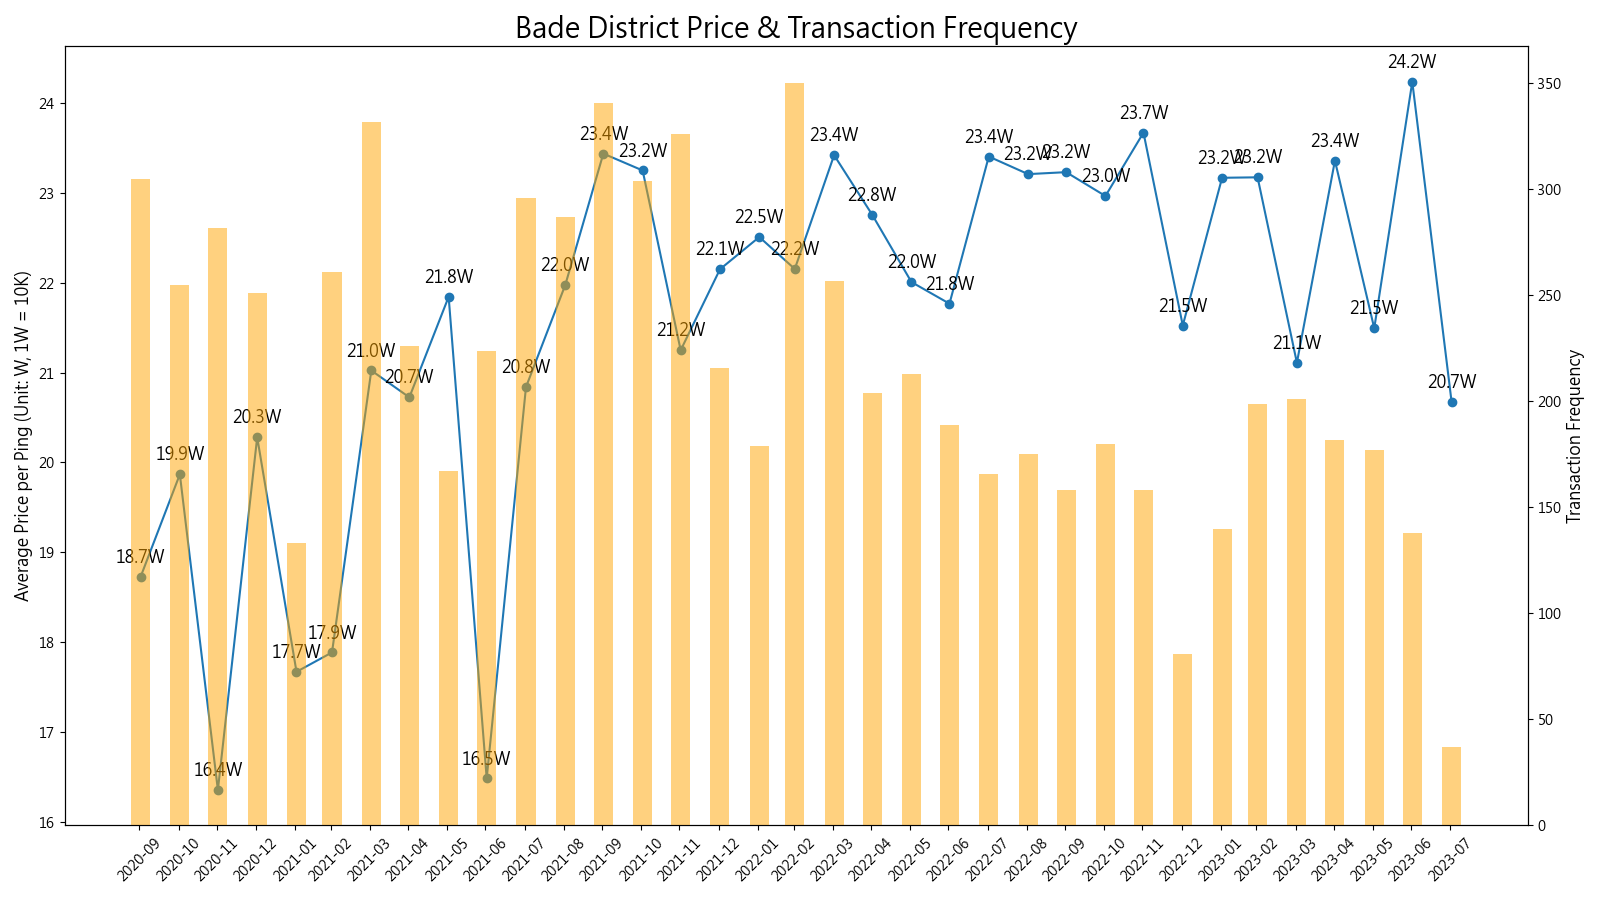 Bade District Price & Transaction Frequency
Average Price per Ping (Unit: W, 1W = 10K)
24
23
22
21
20
19
18
17
16
18.7W
19.9W
16.4W
20.3W
17.7W
17.9W
21.0W
20.7W
21.8W
16.5W
20.8W
22.0W
23.4W
23.2W
21.2W
22.1W
22.5W
22.2W
23.4W
22.8W
22.0W
21.8W
23.4W
23.2W
23.2W
23.0W
23.7W
21.5W
23.2W
23.2W
21.1W
23.4W
21.5W
24.2W
20.7W
350
300
250
200
150
100
50
0
Transaction Frequency
2020-09
2020-10
2020-11
2020-12
2021-01
2021-02
2021-03
2021-04
2021-05
2021-06
2021-07
2021-08
2021-09
2021-10
2021-11
2021-12
2022-01
2022-02
2022-03
2022-04
2022-05
2022-06
2022-07
2022-08
2022-09
2022-10
2022-11
2022-12
2023-01
2023-02
2023-03
2023-04
2023-05
2023-06
2023-07